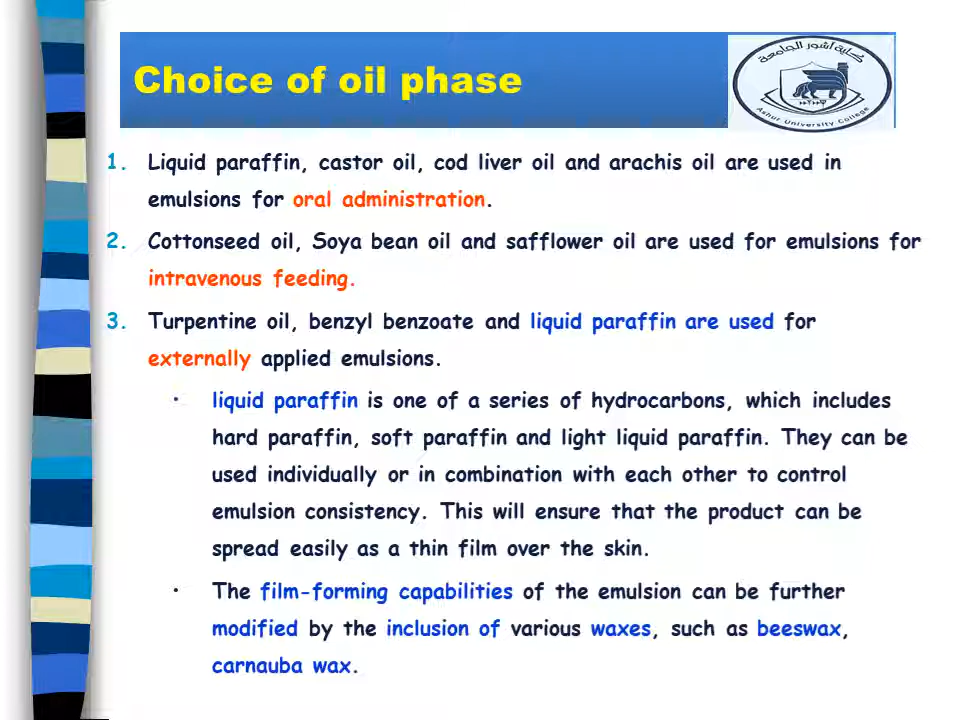 Choice of oil phase
كلية آشور الجامعة
Ashur University College
1. Liquid paraffin, castor oil, cod liver oil and arachis oil are used in
emulsions for oral administration.
2. Cottonseed oil, Soya bean oil and safflower oil are used for emulsions for
intravenous feeding.
3. Turpentine oil, benzyl benzoate and liquid paraffin are used for
externally applied emulsions.
• liquid paraffin is one of a series of hydrocarbons, which includes
hard paraffin, soft paraffin and light liquid paraffin. They can be
used individually or in combination with each other to control
emulsion consistency. This will ensure that the product can be
spread easily as a thin film over the skin.
• The film-forming capabilities of the emulsion can be further
modified by the inclusion of various waxes, such as beeswax,
carnauba wax.